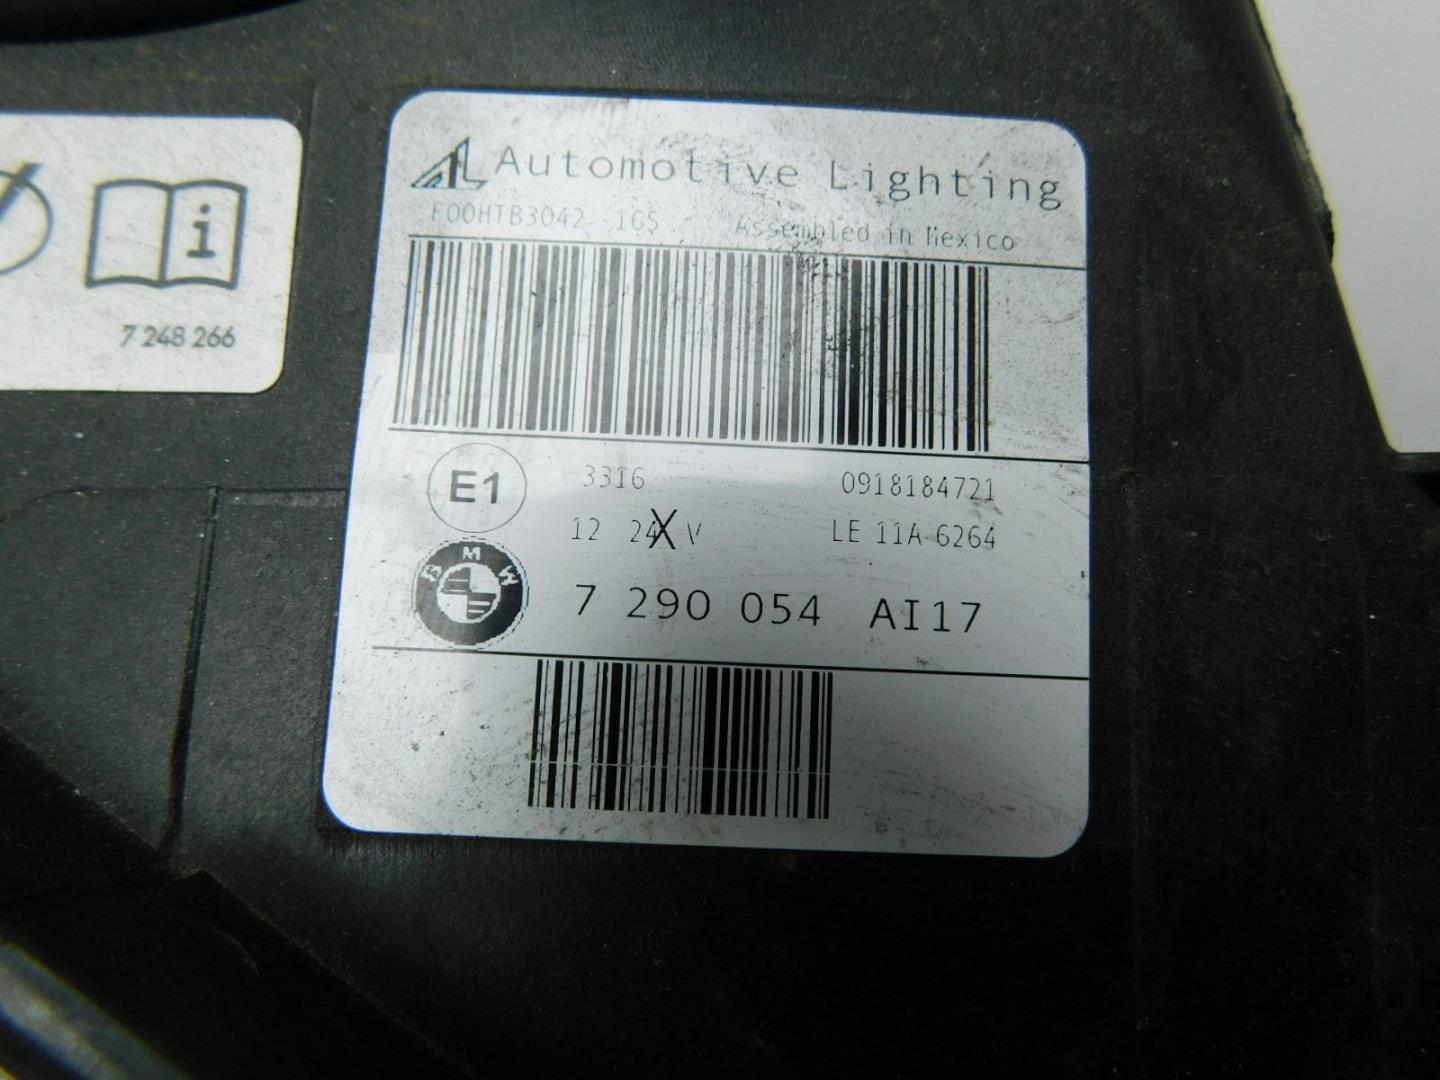 Automotive Lighting
F00HTB3042 -16S Assembled in Mexico
i
7 248 266
E1 3316 0918184721
12 24X V LE 11A 6264
BMW
7 290 054 AI17